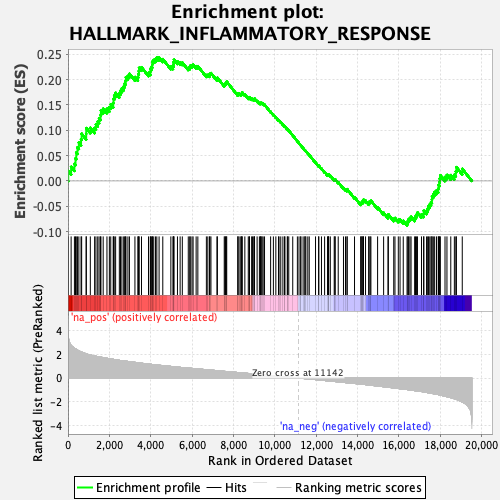 Enrichment plot:
HALLMARK_INFLAMMATORY_RESPONSE
Enrichment score (ES)
0.25
0.20
0.15
0.10
0.05
0.00
-0.05
-0.10
'na_pos' (positively correlated)
Ranked list metric (PreRanked)
4
2
0
-2
-4
Zero cross at 11142
'na_neg' (negatively correlated)
0
2,000
4,000
6,000
8,000
10,000
12,000
14,000
16,000
18,000
20,000
Rank in Ordered Dataset
Enrichment profile
Hits
Ranking metric scores